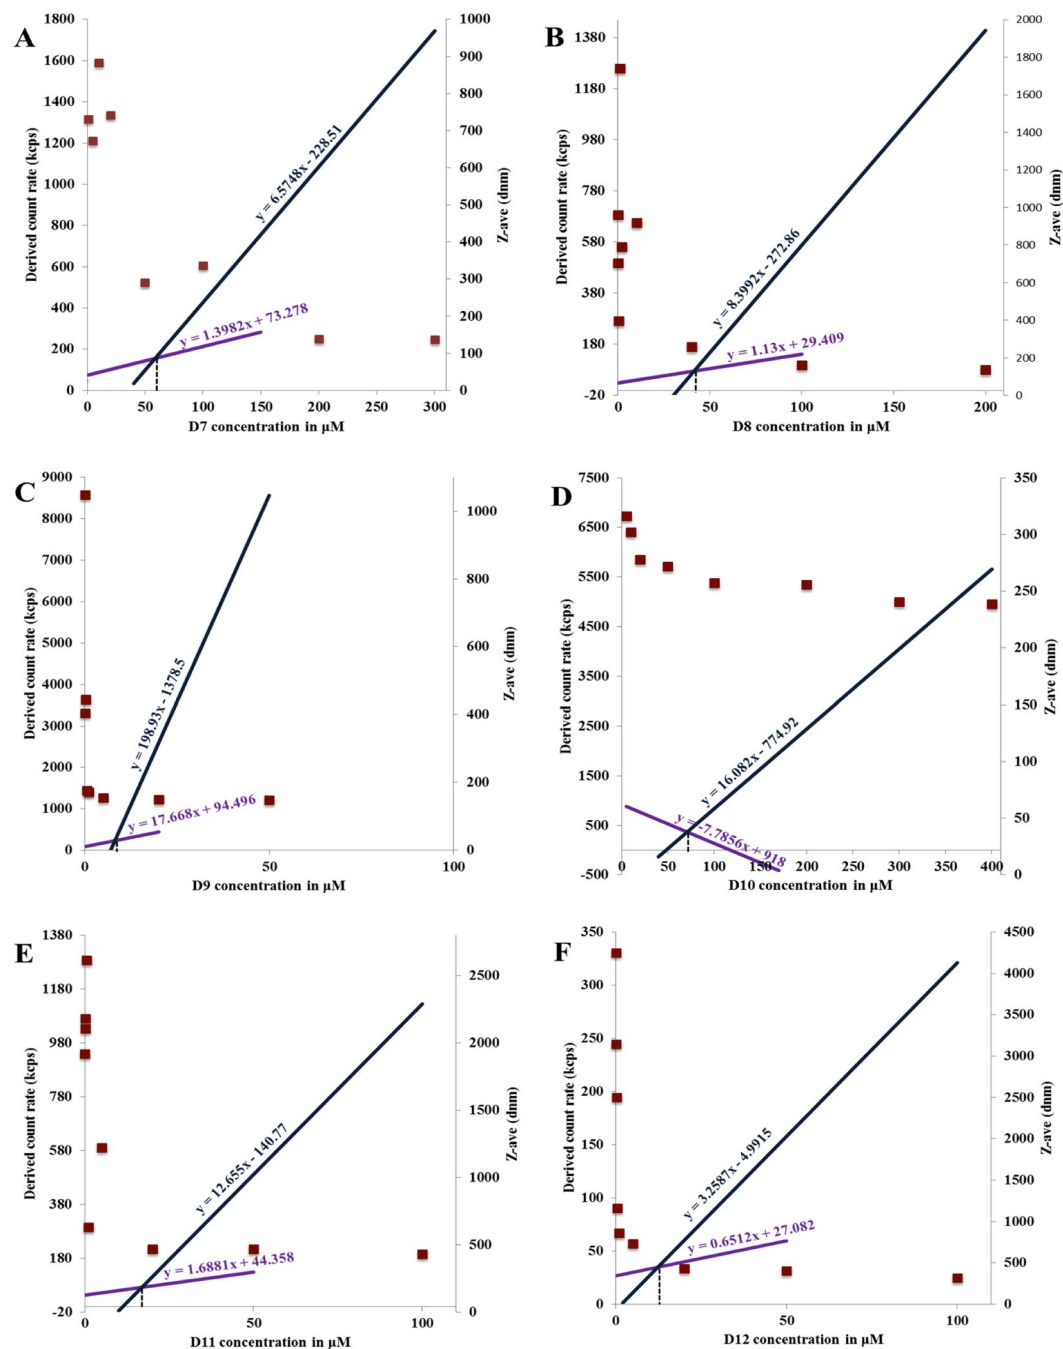 A
Derived count rate (kcps)
1800
1600
1400
1200
1000
800
600
400
200
0
1000
900
800
700
600
500
400
300
200
100
0
Z-ave (dnm)
y = 6.5748x - 228.51
y = 1.3982x + 73.278
0 50 100 150 200 250 300
D7 concentration in µM
B
Derived count rate (kcps)
1380
1180
980
780
580
380
180
-20
2000
1800
1600
1400
1200
1000
800
600
400
200
0
Z-ave (dnm)
y = 8.3992x - 272.86
y = 1.13x + 29.409
0 50 100 150 200
D8 concentration in µM
C
Derived count rate (kcps)
9000
8000
7000
6000
5000
4000
3000
2000
1000
0
1000
800
600
400
200
0
Z-ave (dnm)
y = 198.93x - 1378.5
y = 17.668x + 94.496
0 50 100
D9 concentration in µM
D
Derived count rate (kcps)
7500
6500
5500
4500
3500
2500
1500
500
-500
350
300
250
200
150
100
50
0
Z-ave (dnm)
y = 16.082x - 774.92
y = -7.7856x + 918
0 50 100 150 200 250 300 350 400
D10 concentration in µM
E
Derived count rate (kcps)
1380
1180
980
780
580
380
180
-20
2500
2000
1500
1000
500
0
Z-ave (dnm)
y = 12.655x - 140.77
y = 1.6881x + 44.358
0 50 100
D11 concentration in µM
F
Derived count rate (kcps)
350
300
250
200
150
100
50
0
4500
4000
3500
3000
2500
2000
1500
1000
500
0
Z-ave (dnm)
y = 3.2587x - 4.9915
y = 0.6512x + 27.082
0 50 100
D12 concentration in µM